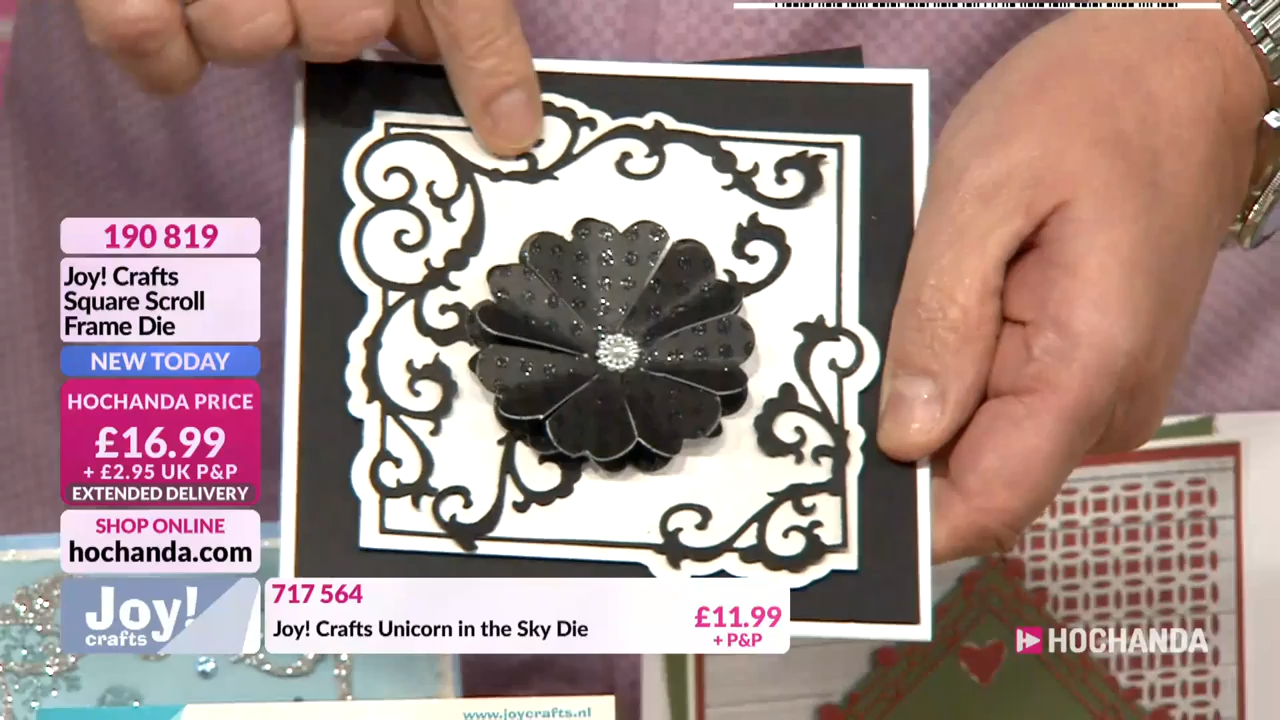 190 819
Joy! Crafts
Square Scroll
Frame Die
NEW TODAY
HOCHANDA PRICE
£16.99
+ £2.95 UK P&P
EXTENDED DELIVERY
SHOP ONLINE
hochanda.com
Joy!
crafts
717 564
Joy! Crafts Unicorn in the Sky Die
£11.99
+ P&P
HOCHANDA
www.joycrafts.nl